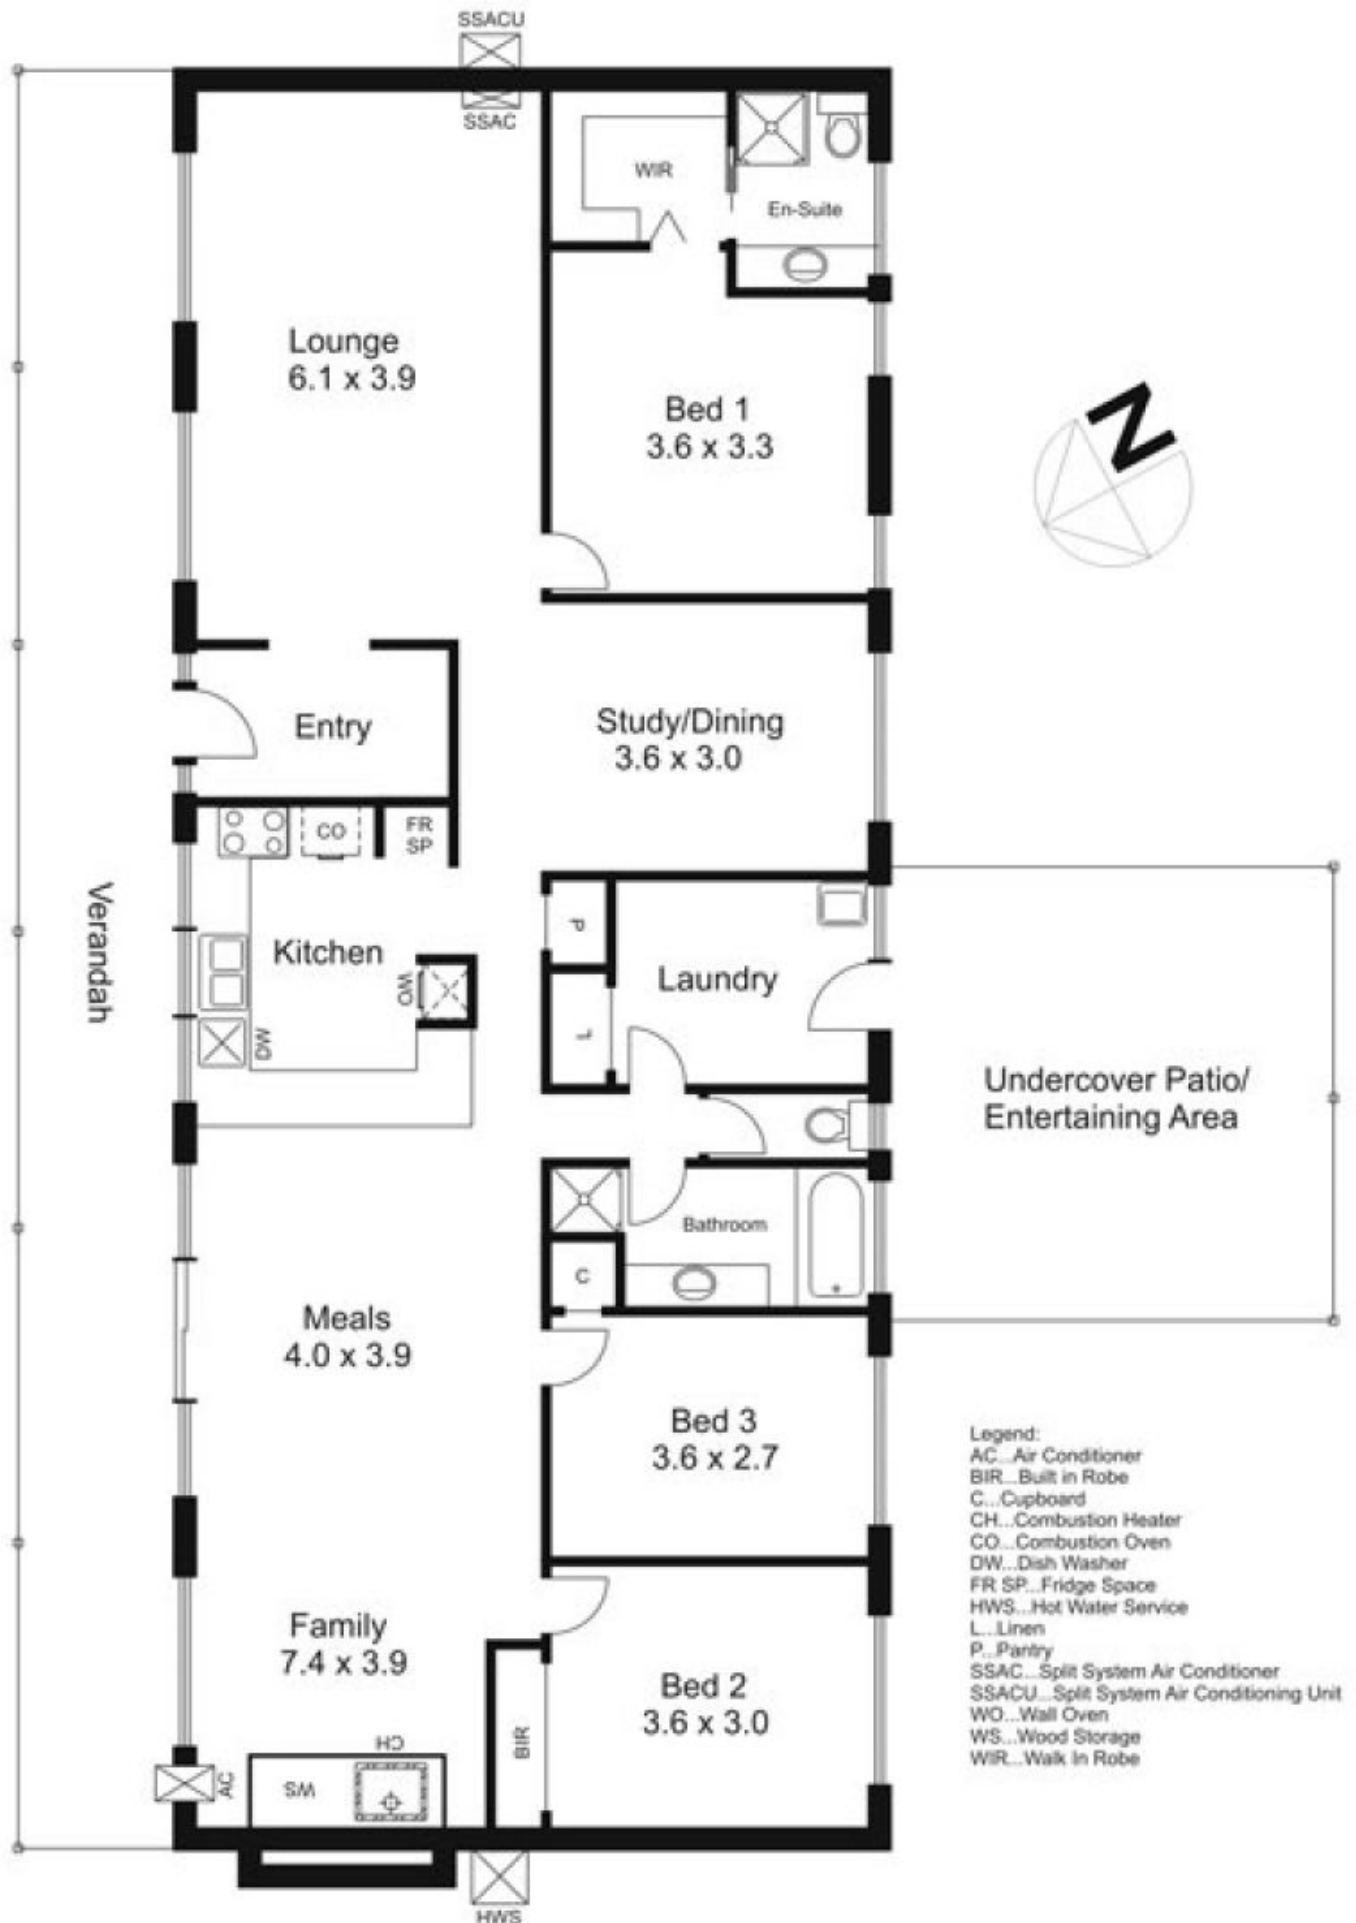 SSACU
SSAC
WIR
En-Suite
Lounge
6.1 x 3.9
Bed 1
3.6 x 3.3
N
Entry
Study/Dining
3.6 x 3.0
CO
FR
SP
Verandah
P
Kitchen
Laundry
WO
L
DW
Undercover Patio/
Entertaining Area
Bathroom
C
Meals
4.0 x 3.9
Bed 3
3.6 x 2.7
Family
7.4 x 3.9
Bed 2
3.6 x 3.0
BIR
CH
WS
AC
HWS
Legend:
AC...Air Conditioner
BIR...Built in Robe
C...Cupboard
CH...Combustion Heater
CO...Combustion Oven
DW...Dish Washer
FR SP...Fridge Space
HWS...Hot Water Service
L...Linen
P...Pantry
SSAC...Split System Air Conditioner
SSACU...Split System Air Conditioning Unit
WO...Wall Oven
WS...Wood Storage
WIR...Walk In Robe